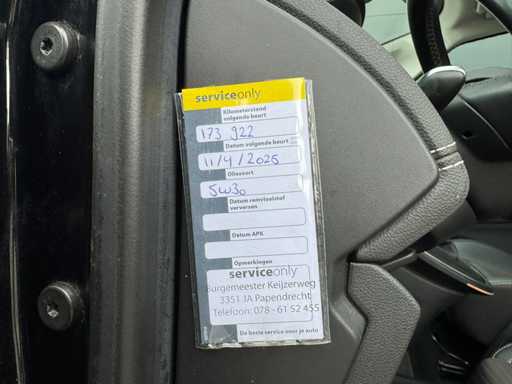 serviceonly
Kilometerstand
volgende beurt
173 922
Datum volgende beurt
11/4/2025
Oliesoort
5W30
Datum remvloeistof
verversen
Datum APK
Opmerkingen
serviceonly
Burgemeester Keijzerweg
3351 JA Papendrecht
Telefoon: 078 - 61 52 455
De beste service voor je auto